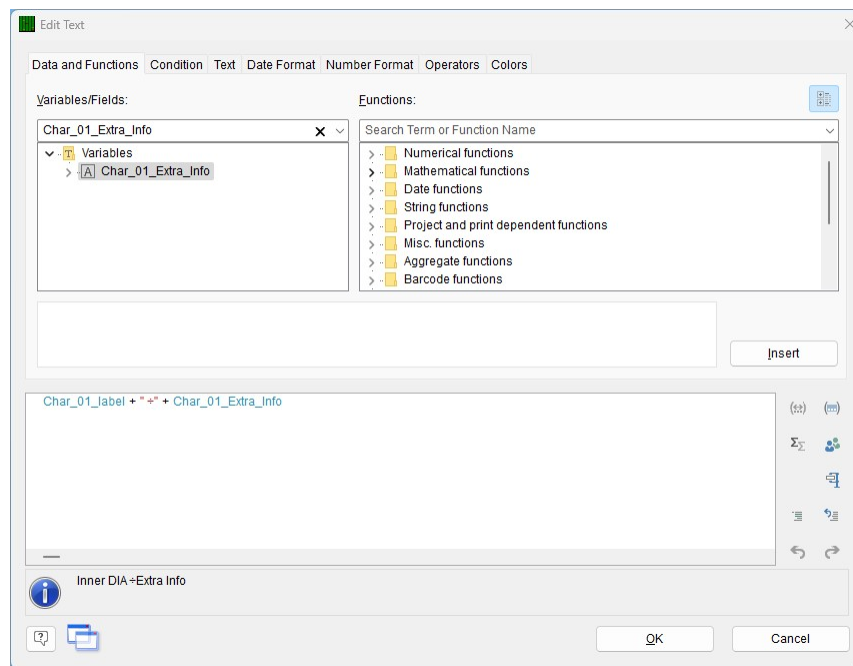 Edit Text
Data and Functions Condition Text Date Format Number Format Operators Colors
Variables/Fields: Functions:
Char_01_Extra_Info Search Term or Function Name
Variables Numerical functions
Char_01_Extra_Info Mathematical functions
Date functions
String functions
Project and print dependent functions
Misc. functions
Aggregate functions
Barcode functions
Insert
Char_01_label + " ÷" + Char_01_Extra_Info
Inner DIA ÷Extra Info
OK Cancel